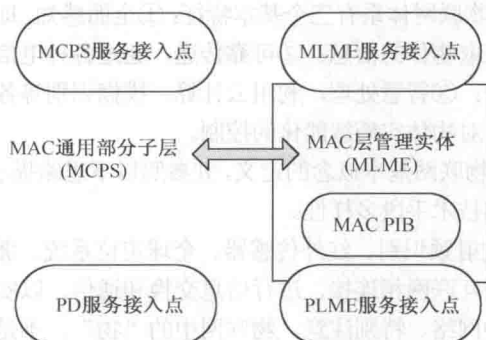 MCPS服务接入点
MLME服务接入点
MAC通用部分子层
(MCPS)
MAC层管理实体
(MLME)
MAC PIB
PD服务接入点
PLME服务接入点